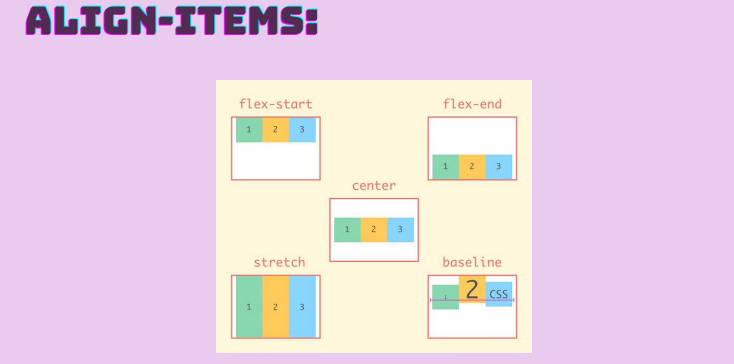 ALIGN-ITEMS:
flex-start
1 2 3
flex-end
1 2 3
center
1 2 3
stretch
1 2 3
baseline
1 2 CSS